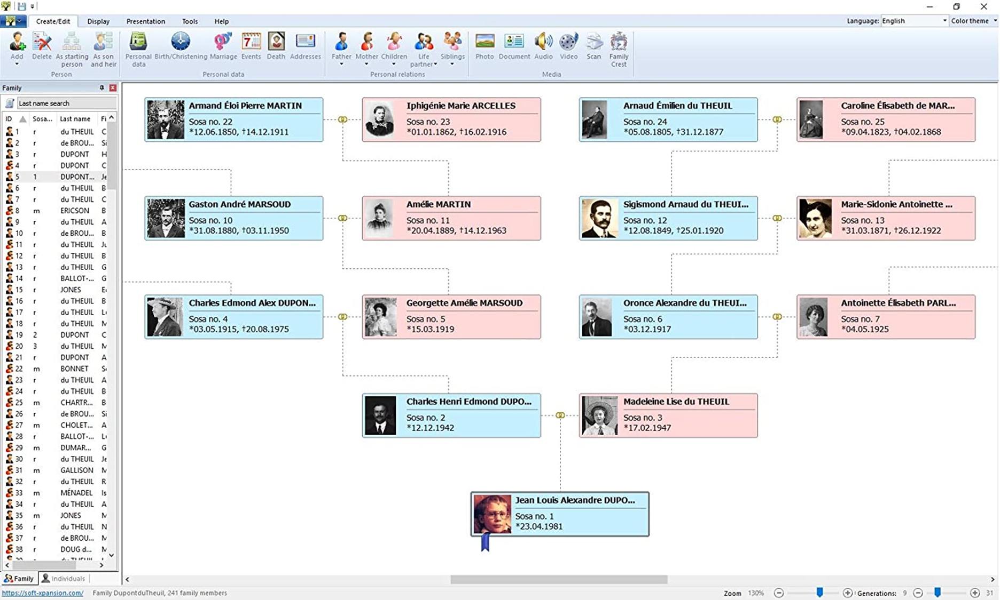 Create/Edit Display Presentation Tools Help Language: English Color theme
Add Delete As starting person As son and heir
Person
Personal data Birth/Christening Marriage Events Death Addresses
Personal data
Father Mother Children Life partner Siblings
Personal relations
Photo Document Audio Video Scan Family Crest
Media
Family
Last name search
ID Sosa... Last name Fi
1 r du THEUIL C
2 r de BROU... Si
3 r DUPONT H
4 r DUPONT C
5 1 DUPONT... Je
6 r du THEUIL B
7 r du THEUIL C
8 m ERICSON B
9 r du THEUIL A
10 r de BROU... B
11 r du THEUIL Ju
12 r du THEUIL B
13 r du THEUIL G
14 r BALLOT-... G
15 r JONES
16 r du THEUIL B
17 r du THEUIL
18 r du THEUIL M
19 2 DUPONT C
20 3 du THEUIL M
21 r DUPONT A
22 m BONNET
23 r du THEUIL A
24 r du THEUIL B
25 m CHARTR... B
26 r de BROU... Si
27 m CHOLET... A
28 r BALLOT-...
29 m DUMAR... G
30 r du THEUIL Je
31 m GALLISON M
32 r du THEUIL R
33 m MÉNADEL Is
34 r du THEUIL A
35 m JONES M
36 r du THEUIL N
37 r de BROU... M
38 r DOUG d... M
Family Individuals
Armand Éloi Pierre MARTIN
Sosa no. 22
*12.06.1850, †14.12.1911
Iphigénie Marie ARCELLES
Sosa no. 23
*01.01.1862, †16.02.1916
Arnaud Émilien du THEUIL
Sosa no. 24
*05.08.1805, †31.12.1877
Caroline Élisabeth de MAR...
Sosa no. 25
*09.04.1823, †04.02.1868
Gaston André MARSOUD
Sosa no. 10
*31.08.1880, †03.11.1950
Amélie MARTIN
Sosa no. 11
*20.04.1889, †14.12.1963
Sigismond Arnaud du THEUI...
Sosa no. 12
*12.08.1849, †25.01.1920
Marie-Sidonie Antoinette ...
Sosa no. 13
*31.03.1871, †26.12.1922
Charles Edmond Alex DUPON...
Sosa no. 4
*03.05.1915, †20.08.1975
Georgette Amélie MARSOUD
Sosa no. 5
*15.03.1919
Oronce Alexandre du THEUI...
Sosa no. 6
*03.12.1917
Antoinette Élisabeth PARL...
Sosa no. 7
*04.05.1925
Charles Henri Edmond DUPO...
Sosa no. 2
*12.12.1942
Madeleine Lise du THEUIL
Sosa no. 3
*17.02.1947
Jean Louis Alexandre DUPO...
Sosa no. 1
*23.04.1981
https://soft-xpansion.com/ Family DupontduTheuil, 241 family members Zoom 130% Generations: 9 31